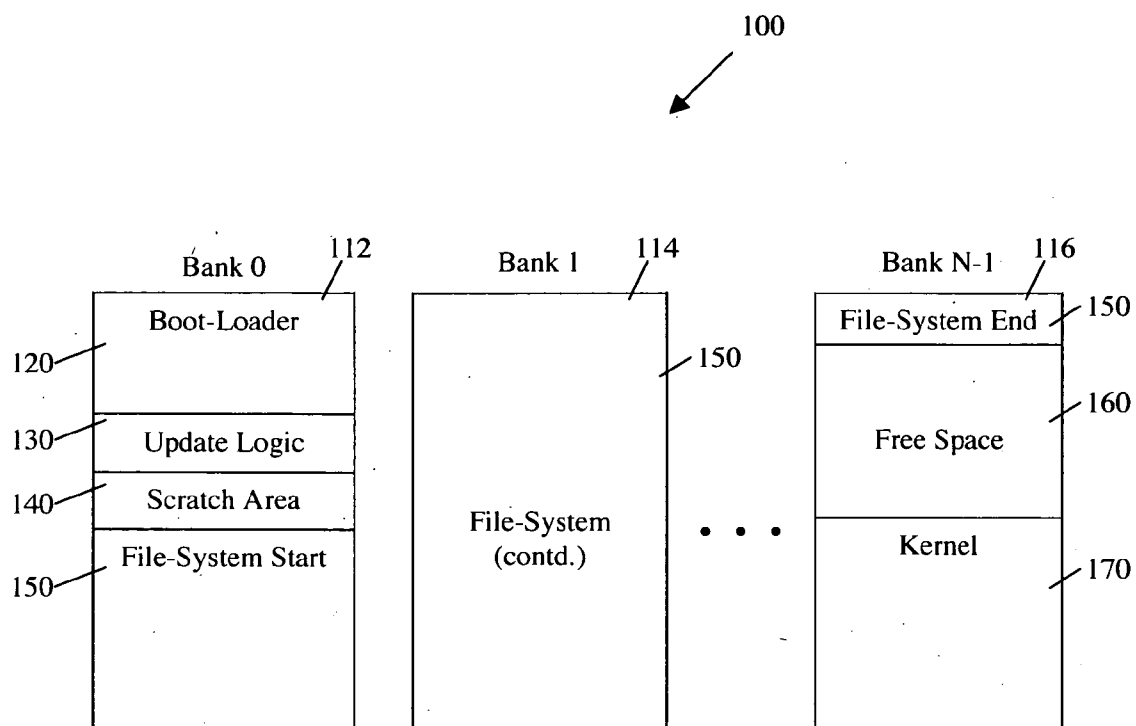 100
112
Bank 0
114
Bank 1
116
Bank N-1
Boot-Loader
File-System End
150
120
150
160
130
Update Logic
Free Space
140
Scratch Area
File-System
(contd.)
• • •
Kernel
File-System Start
150
170